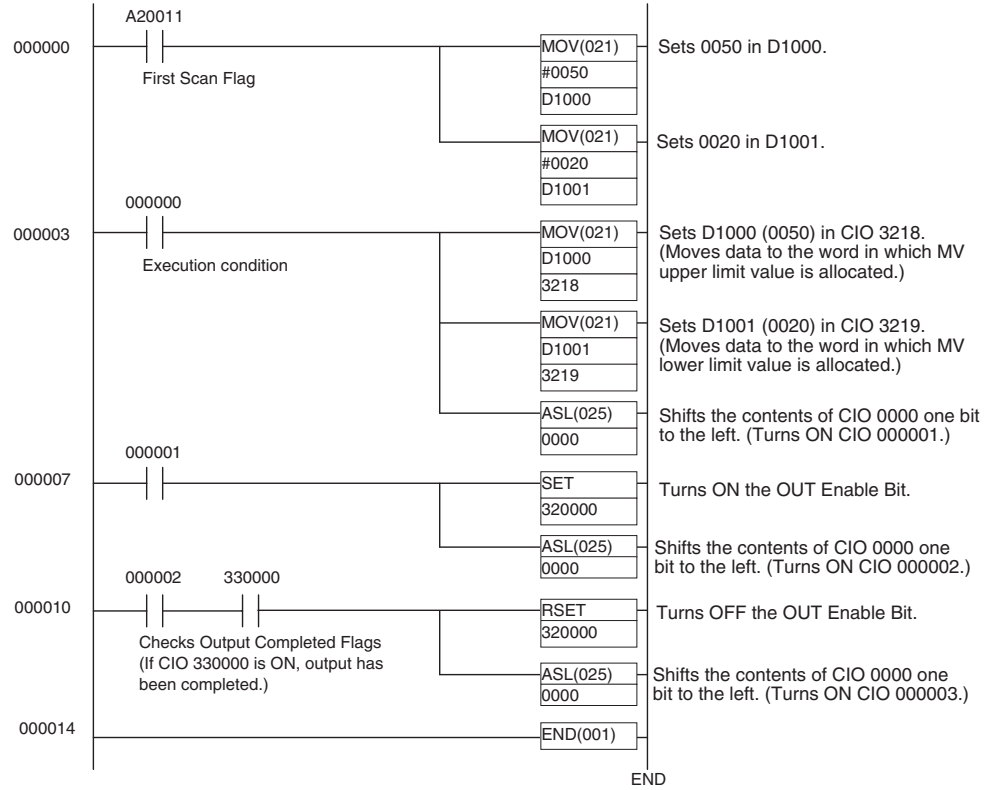 A20011
000000
First Scan Flag
MOV(021)
#0050
D1000
Sets 0050 in D1000.
MOV(021)
#0020
D1001
Sets 0020 in D1001.
000000
000003
Execution condition
MOV(021)
D1000
3218
Sets D1000 (0050) in CIO 3218.
(Moves data to the word in which MV
upper limit value is allocated.)
MOV(021)
D1001
3219
Sets D1001 (0020) in CIO 3219.
(Moves data to the word in which MV
lower limit value is allocated.)
ASL(025)
0000
Shifts the contents of CIO 0000 one bit
to the left. (Turns ON CIO 000001.)
000001
000007
SET
320000
Turns ON the OUT Enable Bit.
ASL(025)
0000
Shifts the contents of CIO 0000 one
bit to the left. (Turns ON CIO 000002.)
000002 330000
000010
Checks Output Completed Flags
(If CIO 330000 is ON, output has
been completed.)
RSET
320000
Turns OFF the OUT Enable Bit.
ASL(025)
0000
Shifts the contents of CIO 0000 one
bit to the left. (Turns ON CIO 000003.)
000014
END(001)
END